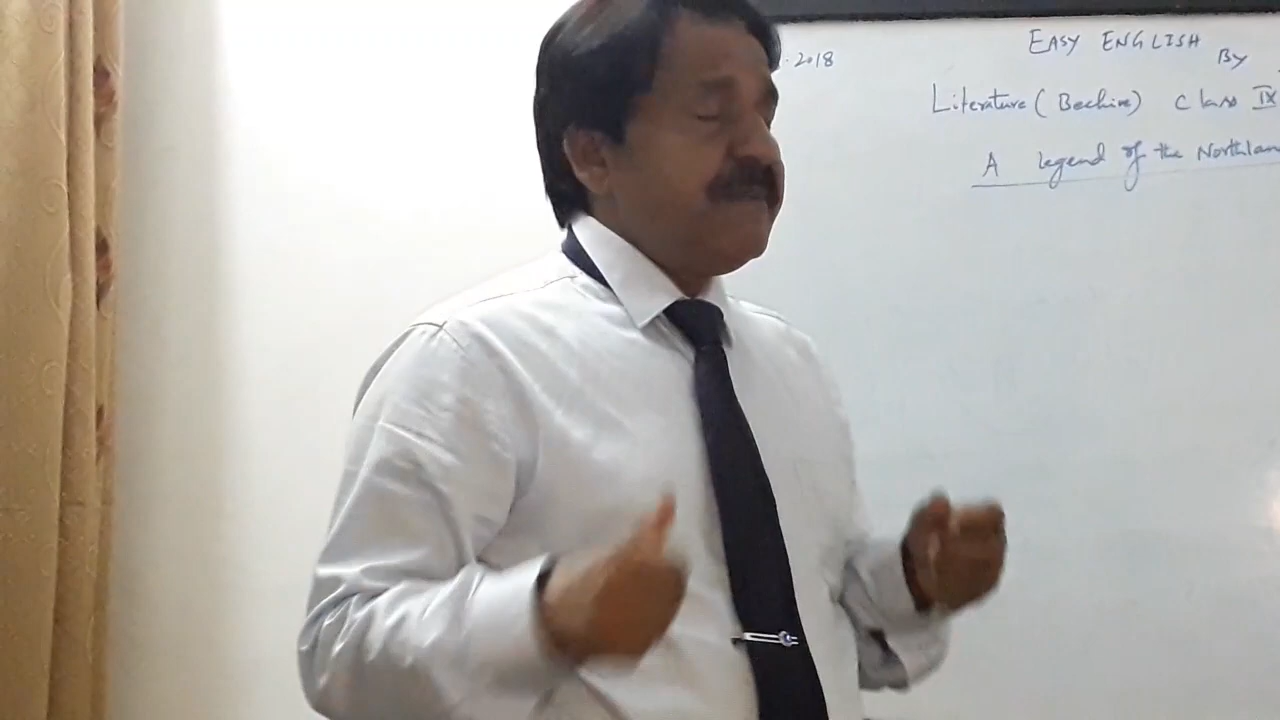 2018
EASY ENGLISH
By
Literature (Beehive) Class IX
A legend of the Northlan